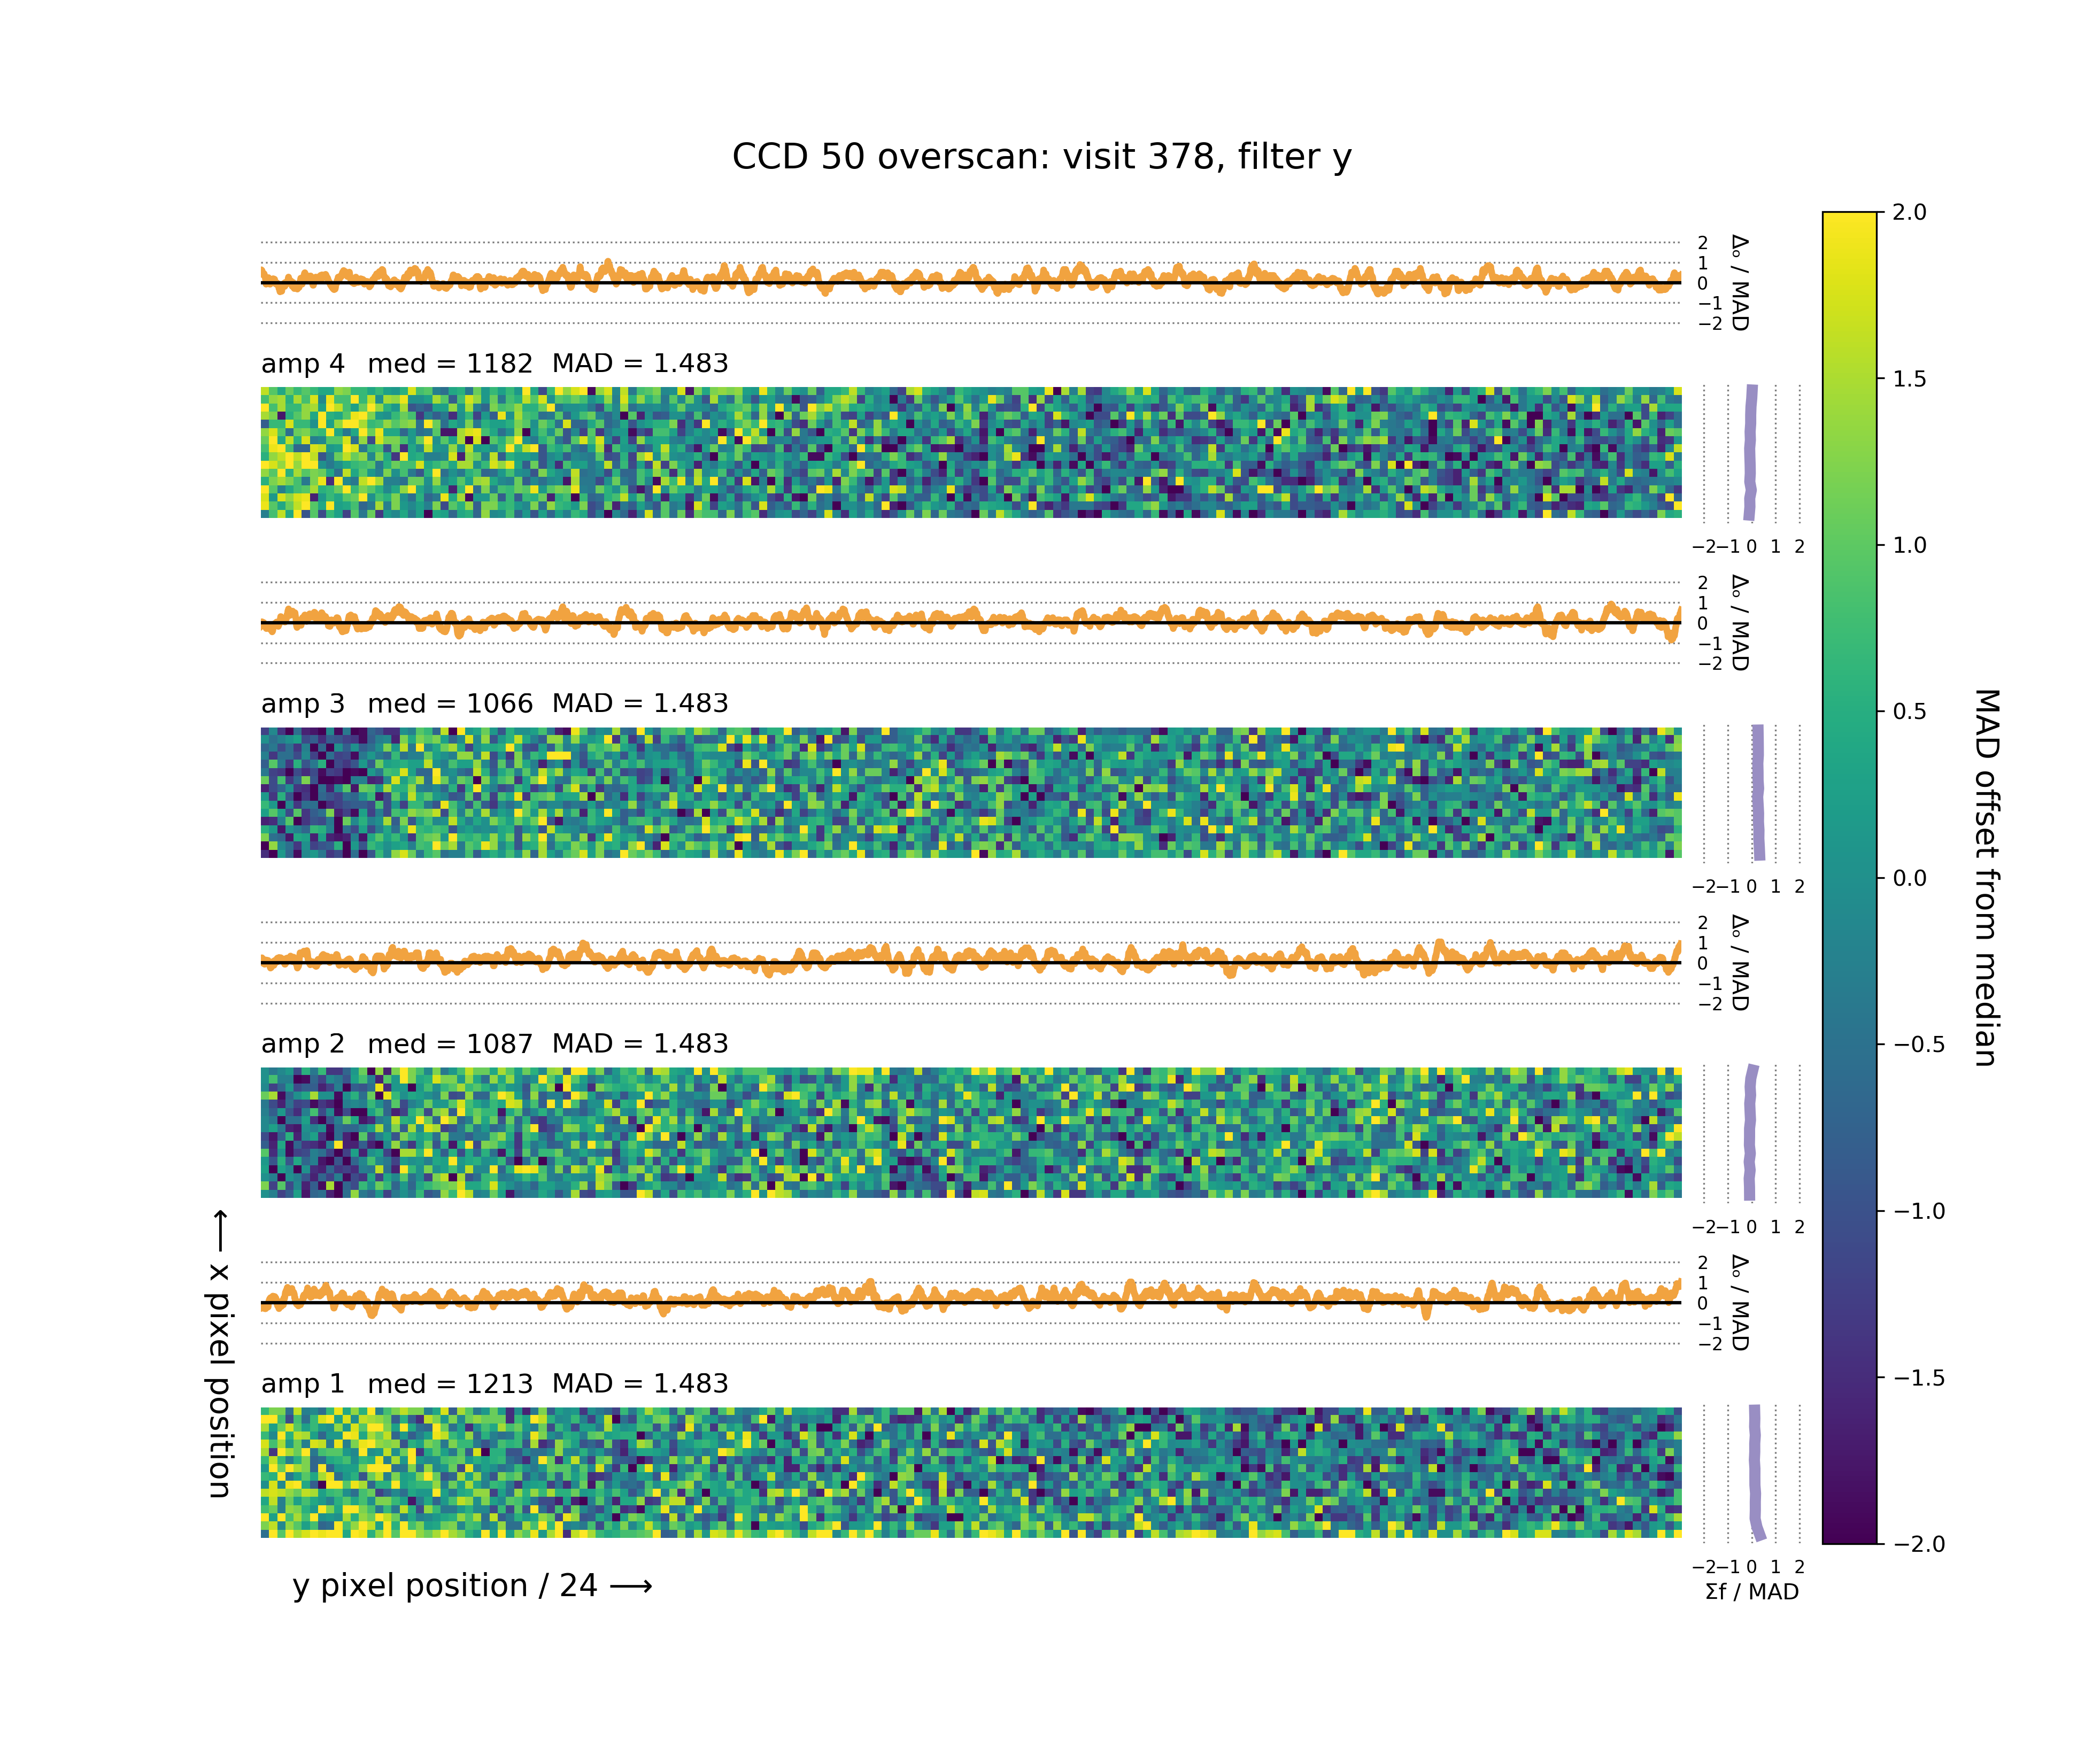 CCD 50 overscan: visit 378, filter y
2
1
0
−1
−2
Δₒ / MAD
amp 4 med = 1182 MAD = 1.483
−2 −1 0 1 2
2
1
0
−1
−2
Δₒ / MAD
amp 3 med = 1066 MAD = 1.483
−2 −1 0 1 2
2
1
0
−1
−2
Δₒ / MAD
amp 2 med = 1087 MAD = 1.483
−2 −1 0 1 2
2
1
0
−1
−2
Δₒ / MAD
amp 1 med = 1213 MAD = 1.483
−2 −1 0 1 2
Σf / MAD
y pixel position / 24 ⟶
⟵ x pixel position
2.0
1.5
1.0
0.5
0.0
−0.5
−1.0
−1.5
−2.0
MAD offset from median